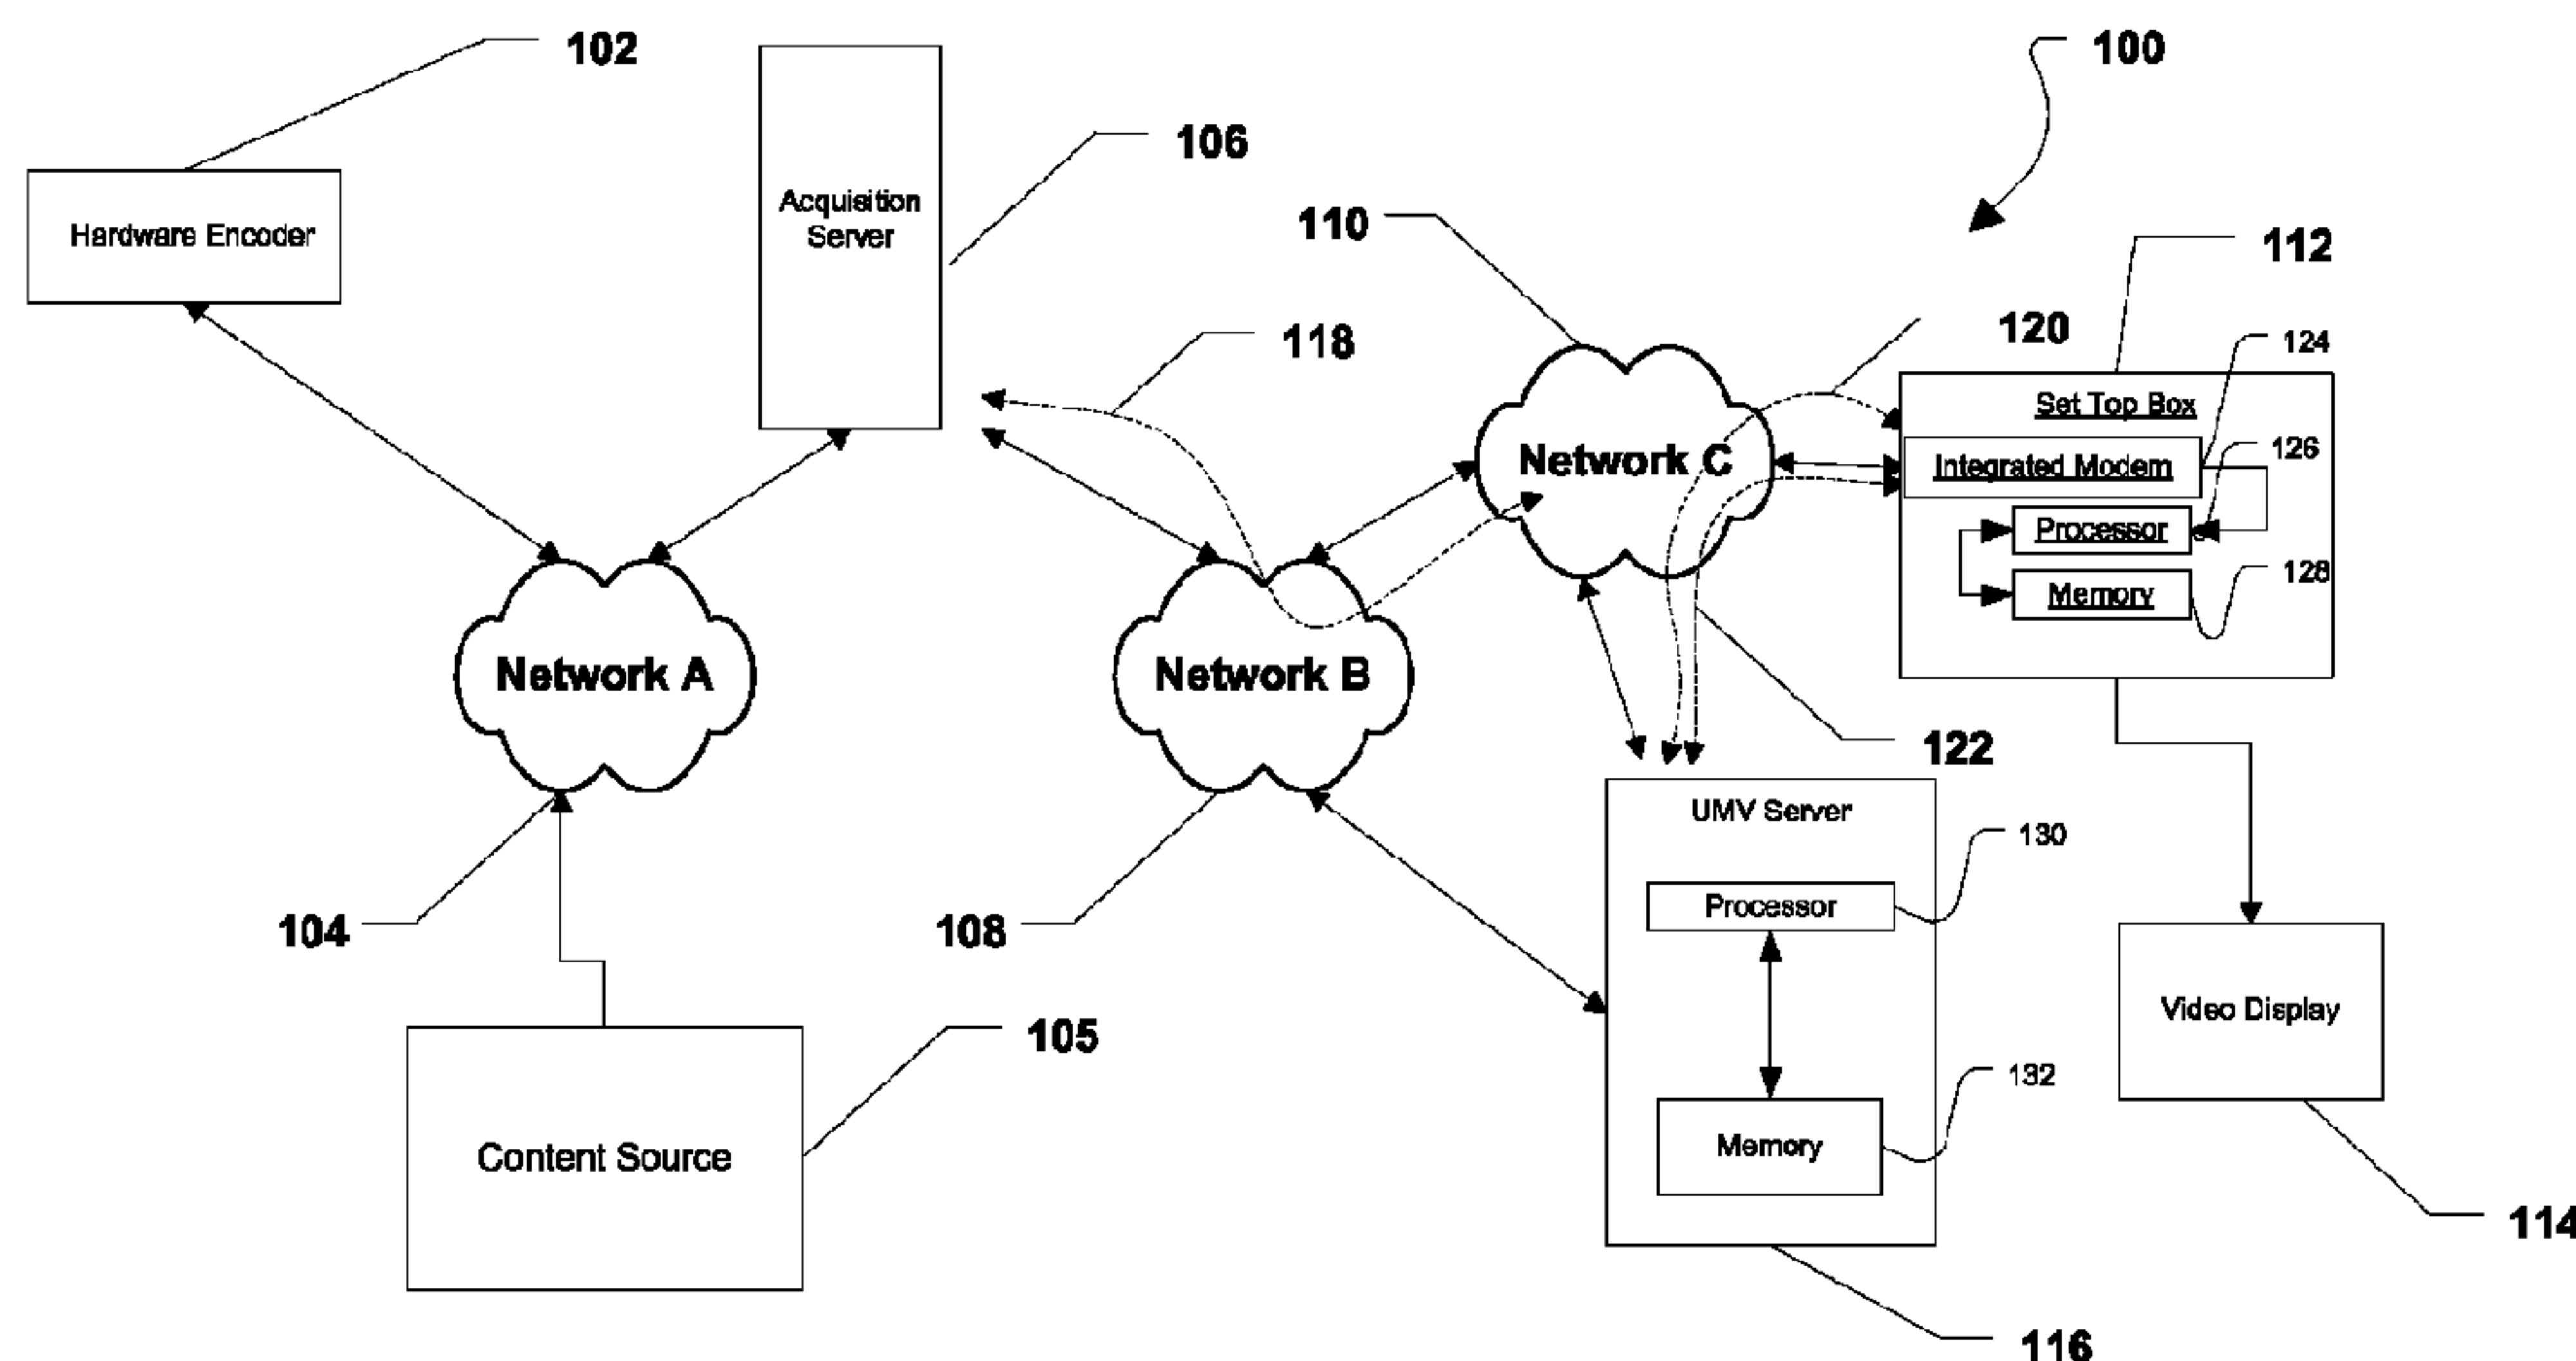 102
100
106
Acquisition
Server
Hardware Encoder
110
112
118
120
124
Set Top Box
126
Network C
Integrated Modem
Processor
128
Memory
Network A
Network B
122
UMV Server
130
104
108
Processor
Video Display
105
132
Content Source
Memory
114
116